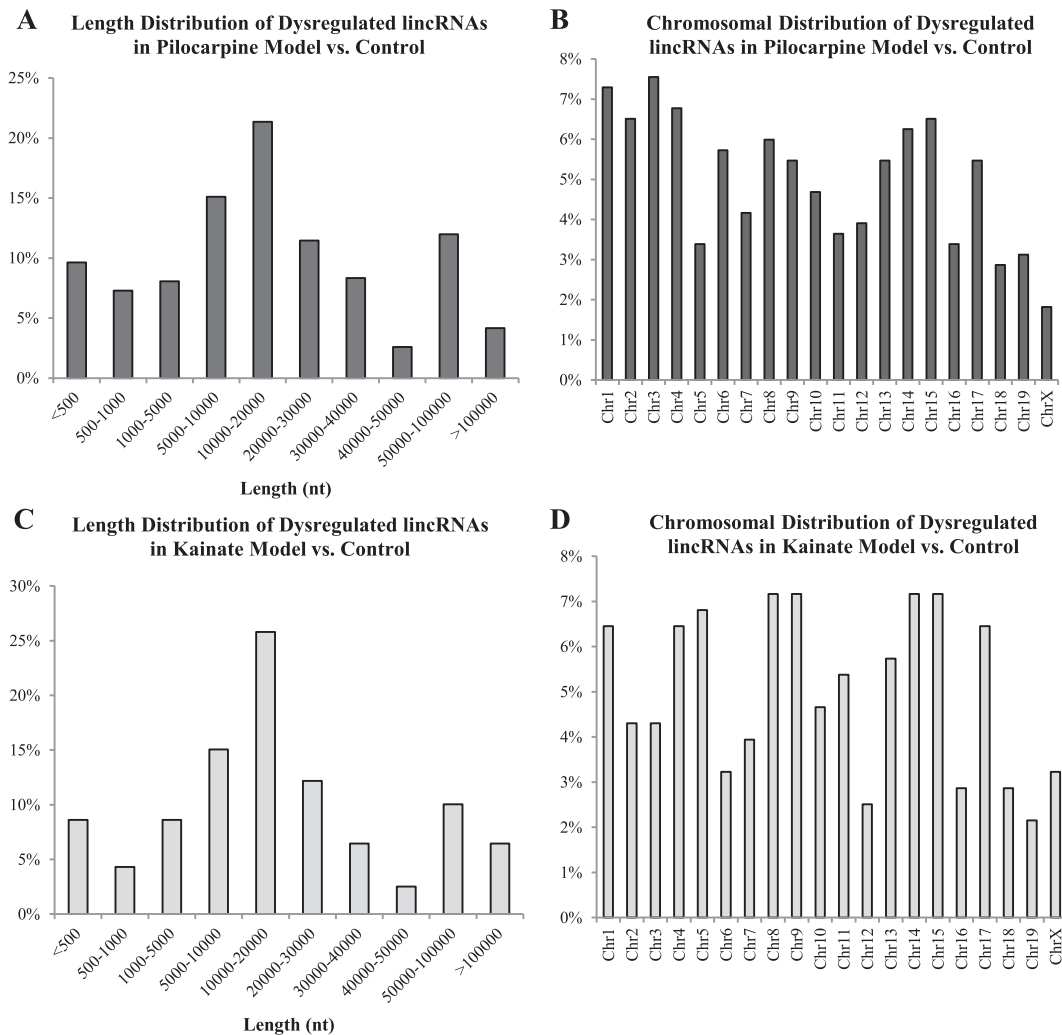 A
Length Distribution of Dysregulated lincRNAs
in Pilocarpine Model vs. Control
25%
20%
15%
10%
5%
0%
<500
500-1000
1000-5000
5000-10000
10000-20000
20000-30000
30000-40000
40000-50000
50000-100000
>100000
Length (nt)
B
Chromosomal Distribution of Dysregulated
lincRNAs in Pilocarpine Model vs. Control
8%
7%
6%
5%
4%
3%
2%
1%
0%
Chr1
Chr2
Chr3
Chr4
Chr5
Chr6
Chr7
Chr8
Chr9
Chr10
Chr11
Chr12
Chr13
Chr14
Chr15
Chr16
Chr17
Chr18
Chr19
ChrX
C
Length Distribution of Dysregulated lincRNAs
in Kainate Model vs. Control
30%
25%
20%
15%
10%
5%
0%
<500
500-1000
1000-5000
5000-10000
10000-20000
20000-30000
30000-40000
40000-50000
50000-100000
>100000
Length (nt)
D
Chromosomal Distribution of Dysregulated
lincRNAs in Kainate Model vs. Control
8%
7%
6%
5%
4%
3%
2%
1%
0%
Chr1
Chr2
Chr3
Chr4
Chr5
Chr6
Chr7
Chr8
Chr9
Chr10
Chr11
Chr12
Chr13
Chr14
Chr15
Chr16
Chr17
Chr18
Chr19
ChrX